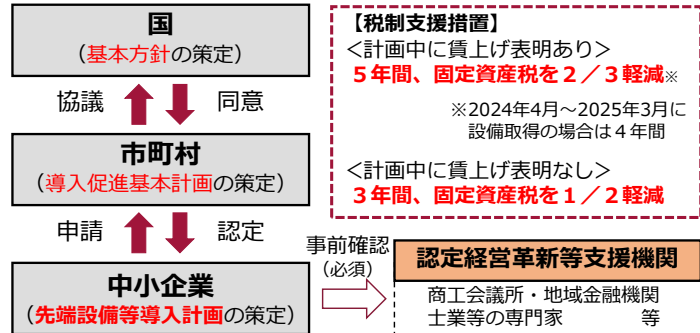 国
（基本方針の策定）
協議
同意
市町村
（導入促進基本計画の策定）
申請
認定
中小企業
（先端設備等導入計画の策定）
【税制支援措置】
＜計画中に賃上げ表明あり＞
５年間、固定資産税を２／３軽減※
※2024年4月～2025年3月に
設備取得の場合は４年間
＜計画中に賃上げ表明なし＞
３年間、固定資産税を１／２軽減
事前確認
（必須）
認定経営革新等支援機関
商工会議所・地域金融機関
士業等の専門家　　　等